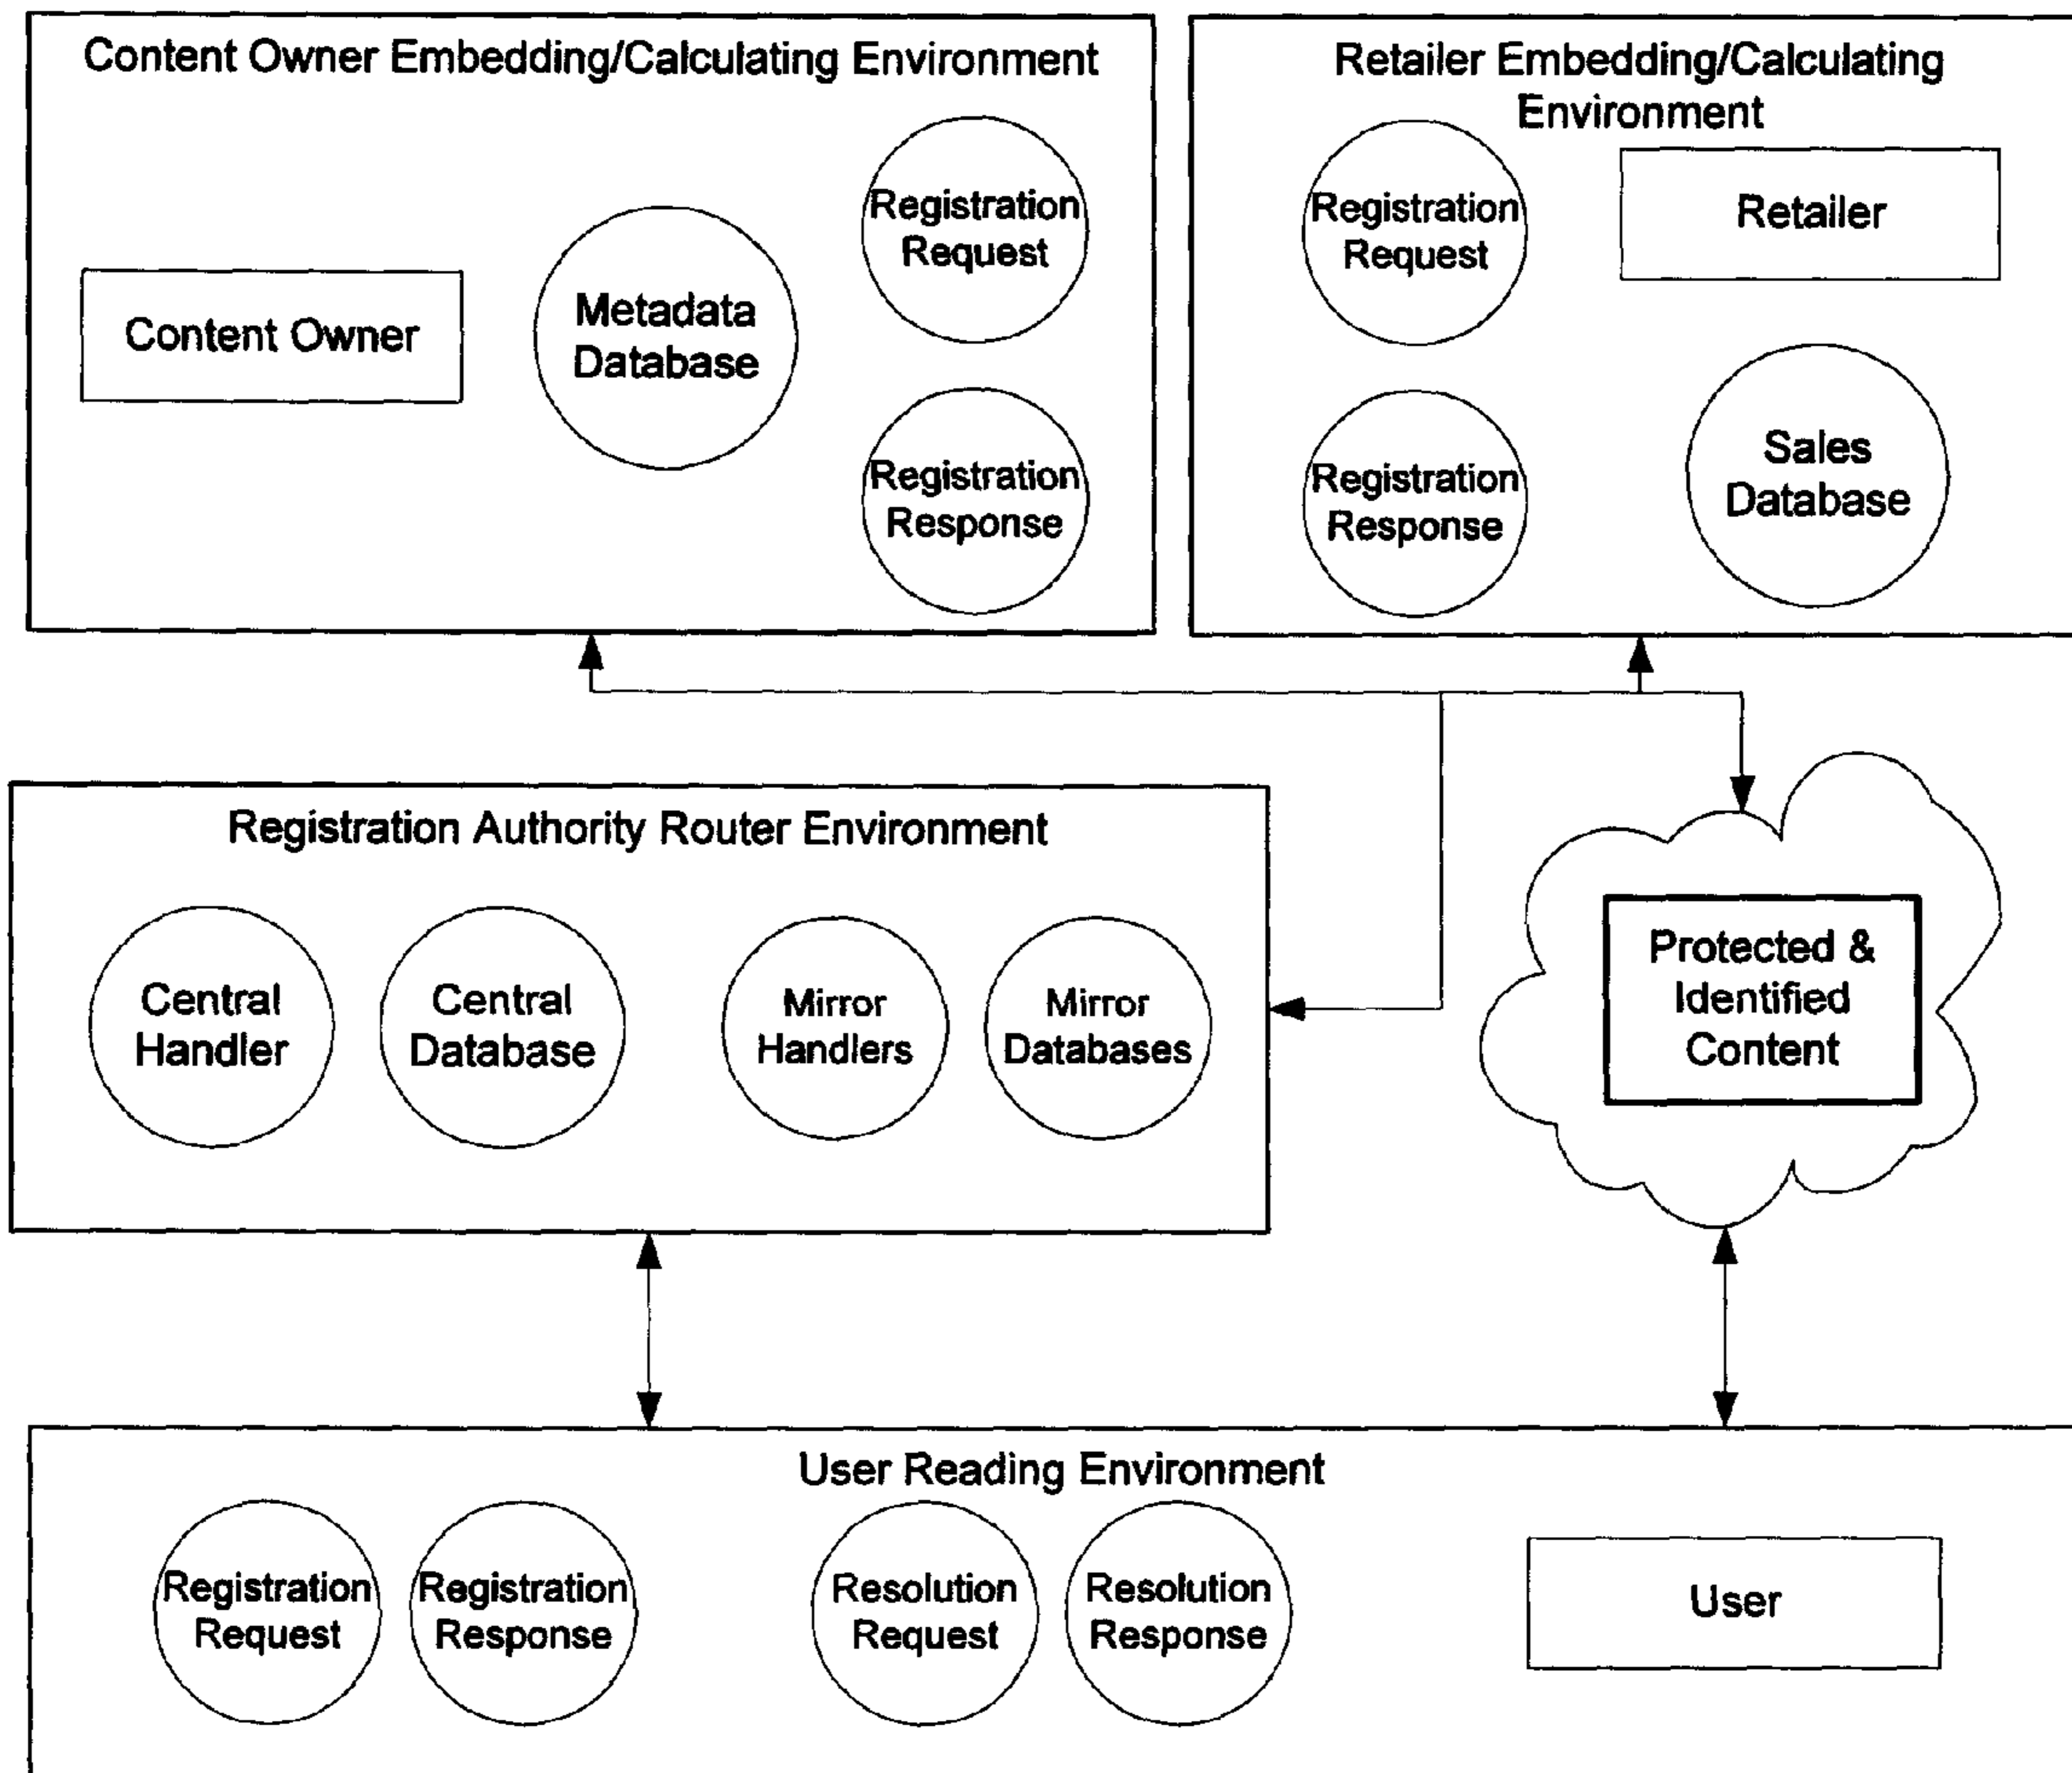 Content Owner Embedding/Calculating Environment
Content Owner
Metadata
Database
Registration
Request
Registration
Response
Retailer Embedding/Calculating
Environment
Registration
Request
Retailer
Registration
Response
Sales
Database
Registration Authority Router Environment
Central
Handler
Central
Database
Mirror
Handlers
Mirror
Databases
Protected &
Identified
Content
User Reading Environment
Registration
Request
Registration
Response
Resolution
Request
Resolution
Response
User